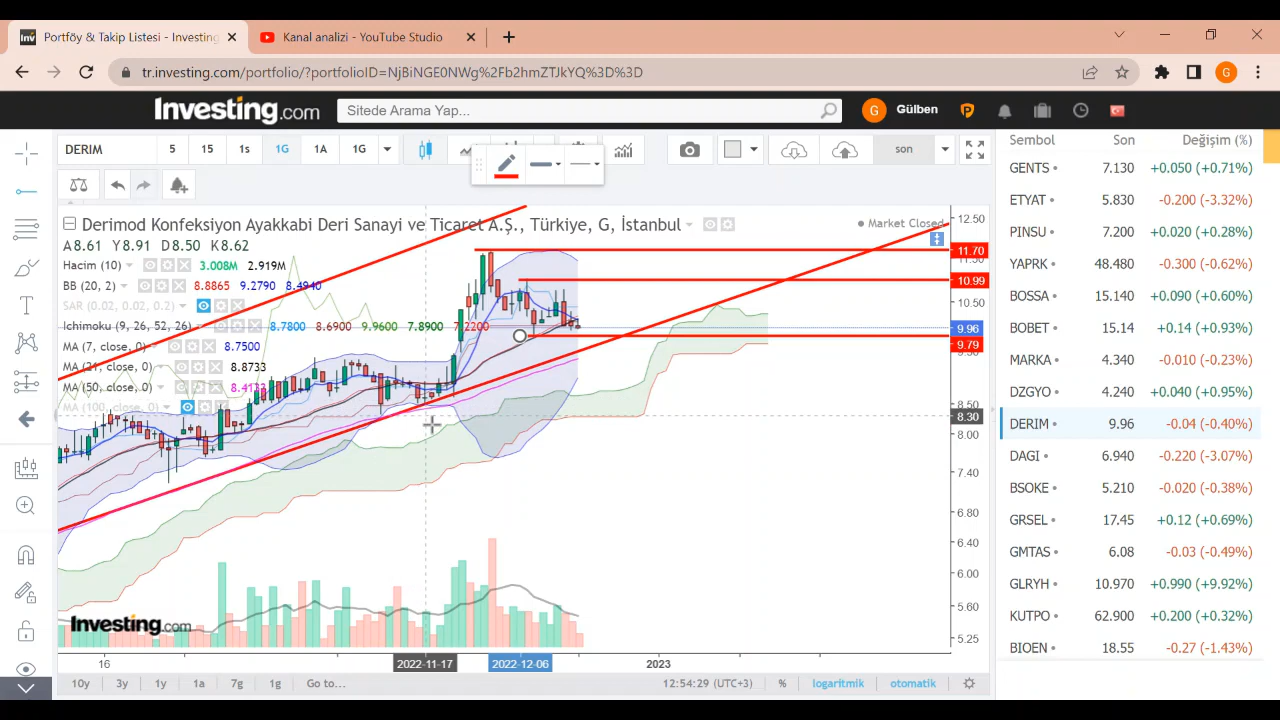 Portföy & Takip Listesi - Investing
Kanal analizi - YouTube Studio
tr.investing.com/portfolio/?portfolioID=NjBiNGE0NWg%2Fb2hmZTJkYQ%3D%3D
G
Investing.com
Sitede Arama Yap...
G
Gülben
DERIM
5
15
1s
1G
1A
1G
son
Derimod Konfeksiyon Ayakkabi Deri Sanayi ve Ticaret A.Ş., Türkiye, G, İstanbul
Market Closed
A8.61 Y8.91 D8.50 K8.62
Hacim (10) 3.008M 2.919M
BB (20, 2) 8.8865 9.2790 8.4940
SAR (0.02, 0.02, 0.2)
Ichimoku (9, 26, 52, 26) 8.7800 8.6900 9.9600 7.8900 7.2200
MA (7, close, 0) 8.7500
MA (21, close, 0) 8.8733
MA (50, close, 0) 8.4132
MA (100, close, 0)
12.50
11.70
10.99
10.50
9.96
9.79
8.50
8.30
8.00
7.40
6.80
6.40
6.00
5.60
5.25
Investing.com
16
2022-11-17
2022-12-06
2023
10y 3y 1y 1a 7g 1g Go to...
12:54:29 (UTC+3) % logaritmik otomatik
Sembol Son Değişim (%)
GENTS 7.130 +0.050 (+0.71%)
ETYAT 5.830 -0.200 (-3.32%)
PINSU 7.200 +0.020 (+0.28%)
YAPRK 48.480 -0.300 (-0.62%)
BOSSA 15.140 +0.090 (+0.60%)
BOBET 15.14 +0.14 (+0.93%)
MARKA 4.340 -0.010 (-0.23%)
DZGYO 4.240 +0.040 (+0.95%)
DERIM 9.96 -0.04 (-0.40%)
DAGI 6.940 -0.220 (-3.07%)
BSOKE 5.210 -0.020 (-0.38%)
GRSEL 17.45 +0.12 (+0.69%)
GMTAS 6.08 -0.03 (-0.49%)
GLRYH 10.970 +0.990 (+9.92%)
KUTPO 62.900 +0.200 (+0.32%)
BIOEN 18.55 -0.27 (-1.43%)